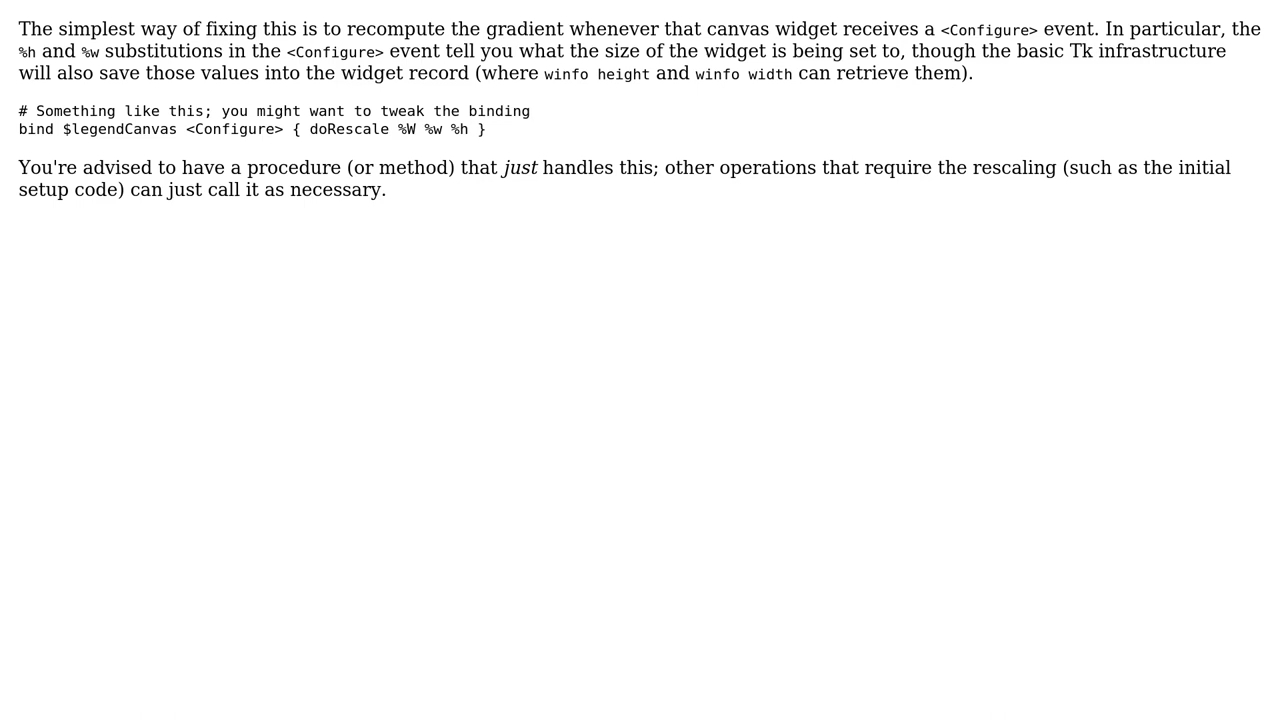 The simplest way of fixing this is to recompute the gradient whenever that canvas widget receives a <Configure> event. In particular, the
%h and %w substitutions in the <Configure> event tell you what the size of the widget is being set to, though the basic Tk infrastructure
will also save those values into the widget record (where winfo height and winfo width can retrieve them).
# Something like this; you might want to tweak the binding
bind $legendCanvas <Configure> { doRescale %W %w %h }
You're advised to have a procedure (or method) that just handles this; other operations that require the rescaling (such as the initial
setup code) can just call it as necessary.